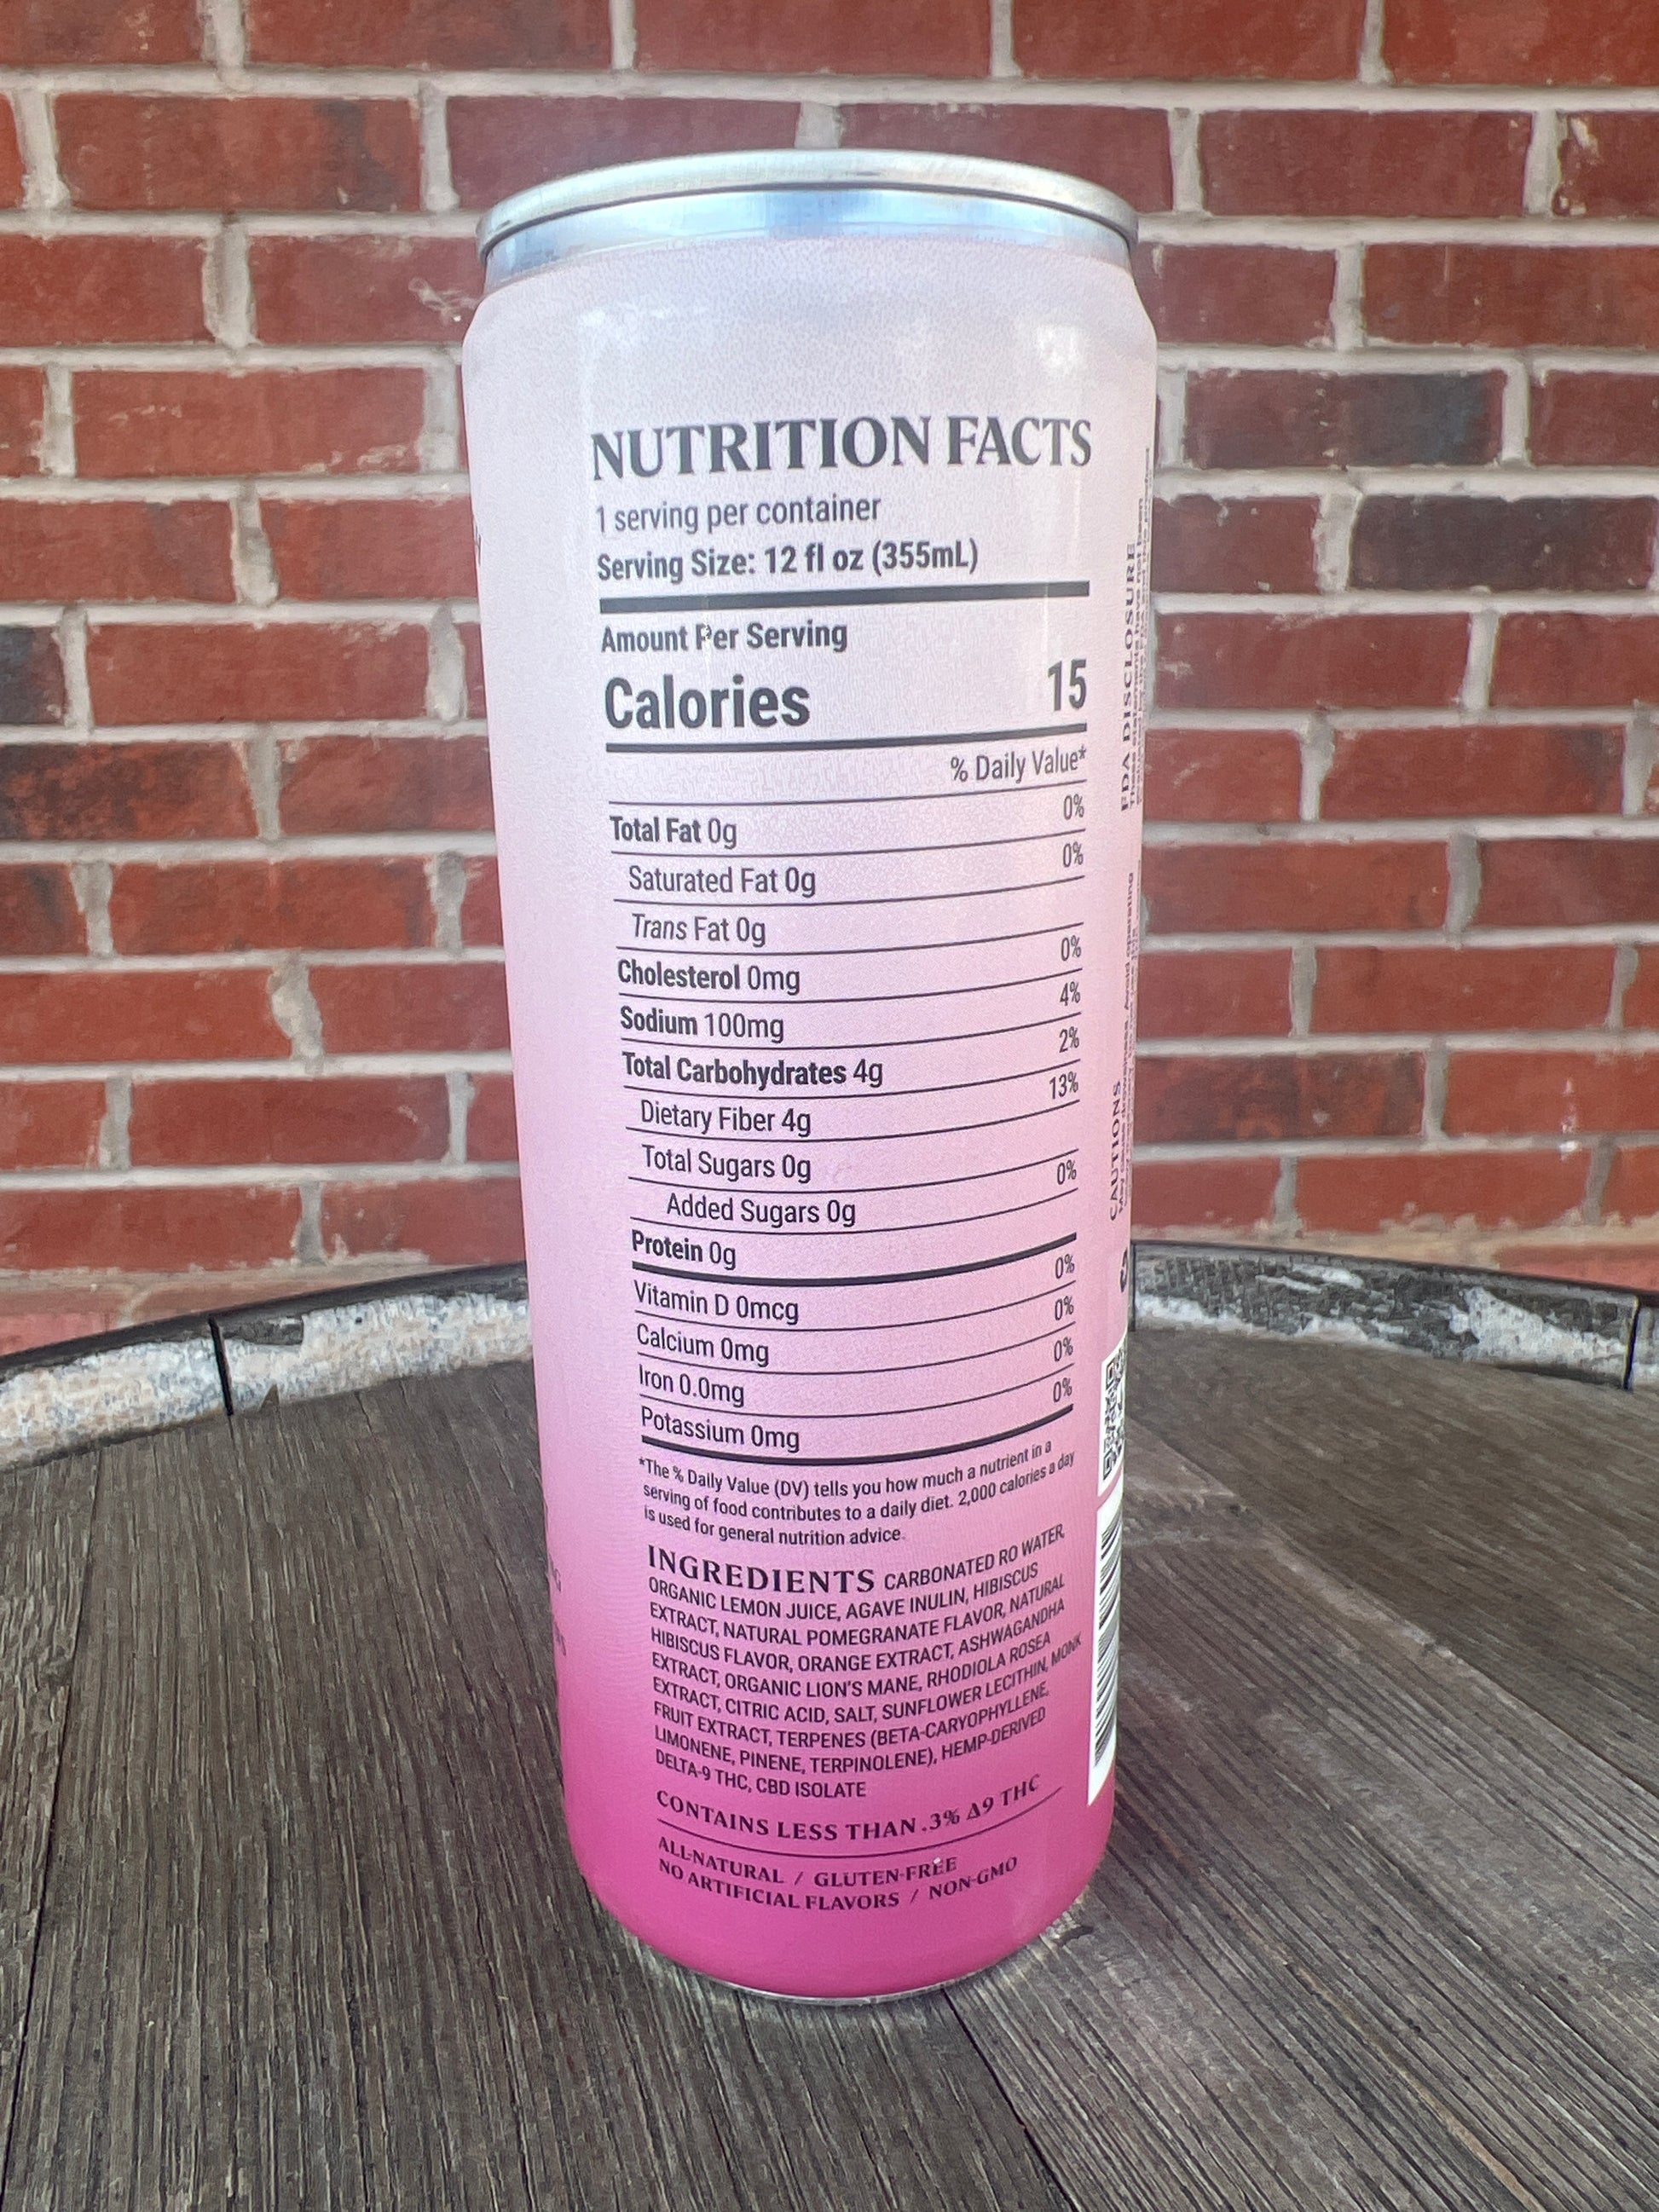 NUTRITION FACTS
1 serving per container
Serving Size: 12 fl oz (355mL)
Amount Per Serving
Calories 15
% Daily Value*
Total Fat 0g 0%
Saturated Fat 0g 0%
Trans Fat 0g
Cholesterol 0mg 0%
Sodium 100mg 4%
Total Carbohydrates 4g 2%
Dietary Fiber 4g 13%
Total Sugars 0g
Added Sugars 0g 0%
Protein 0g
Vitamin D 0mcg 0%
Calcium 0mg 0%
Iron 0.0mg 0%
Potassium 0mg 0%
*The % Daily Value (DV) tells you how much a nutrient in a
serving of food contributes to a daily diet. 2,000 calories a day
is used for general nutrition advice.
INGREDIENTS CARBONATED RO WATER,
ORGANIC LEMON JUICE, AGAVE INULIN, HIBISCUS
EXTRACT, NATURAL POMEGRANATE FLAVOR, NATURAL
HIBISCUS FLAVOR, ORANGE EXTRACT, ASHWAGANDHA
EXTRACT, ORGANIC LION'S MANE, RHODIOLA ROSEA
EXTRACT, CITRIC ACID, SALT, SUNFLOWER LECITHIN, MONK
FRUIT EXTRACT, TERPENES (BETA-CARYOPHYLLENE,
LIMONENE, PINENE, TERPINOLENE), HEMP-DERIVED
DELTA-9 THC, CBD ISOLATE
CONTAINS LESS THAN .3% Δ9 THC
ALL-NATURAL / GLUTEN-FREE
NO ARTIFICIAL FLAVORS / NON-GMO
FDA DISCLOSURE
CAUTIONS
May cause drowsiness. Avoid operating